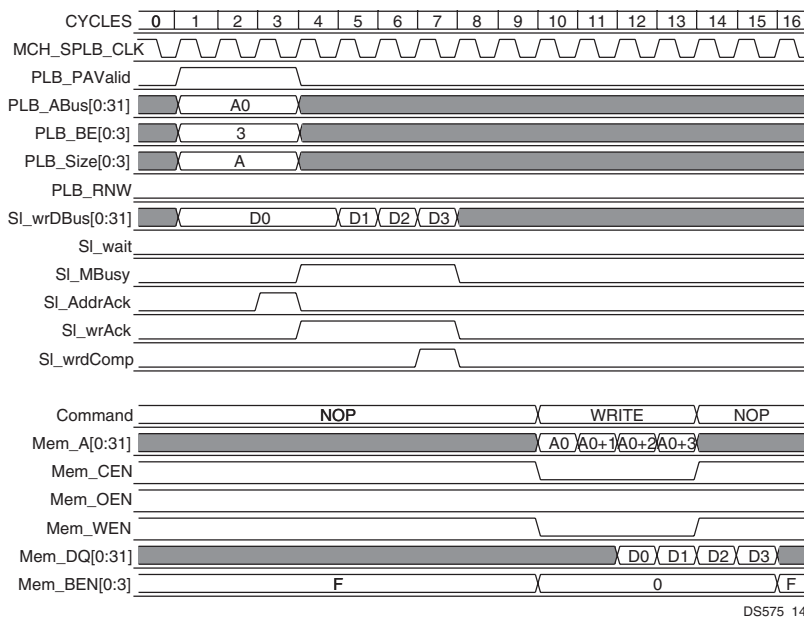 CYCLES 0 1 2 3 4 5 6 7 8 9 10 11 12 13 14 15 16
MCH_SPLB_CLK
PLB_PAValid
PLB_ABus[0:31] A0
PLB_BE[0:3] 3
PLB_Size[0:3] A
PLB_RNW
Sl_wrDBus[0:31] D0 D1 D2 D3
Sl_wait
Sl_MBusy
Sl_AddrAck
Sl_wrAck
Sl_wrdComp
Command NOP WRITE NOP
Mem_A[0:31] A0 A0+1 A0+2 A0+3
Mem_CEN
Mem_OEN
Mem_WEN
Mem_DQ[0:31] D0 D1 D2 D3
Mem_BEN[0:3] F 0 F
DS575_14